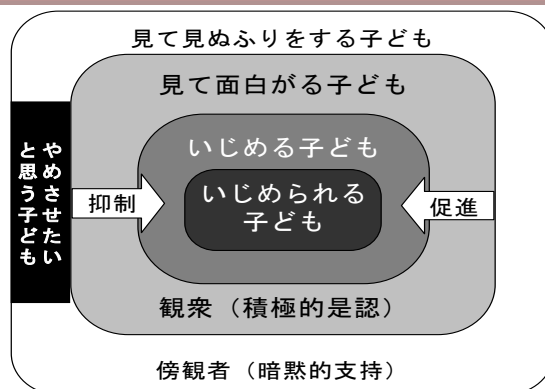 見て見ぬふりをする子ども
見て面白がる子ども
いじめる子ども
いじめられる
子ども
やめさせたい
と思う子ども
抑制
促進
観衆（積極的是認）
傍観者（暗黙的支持）